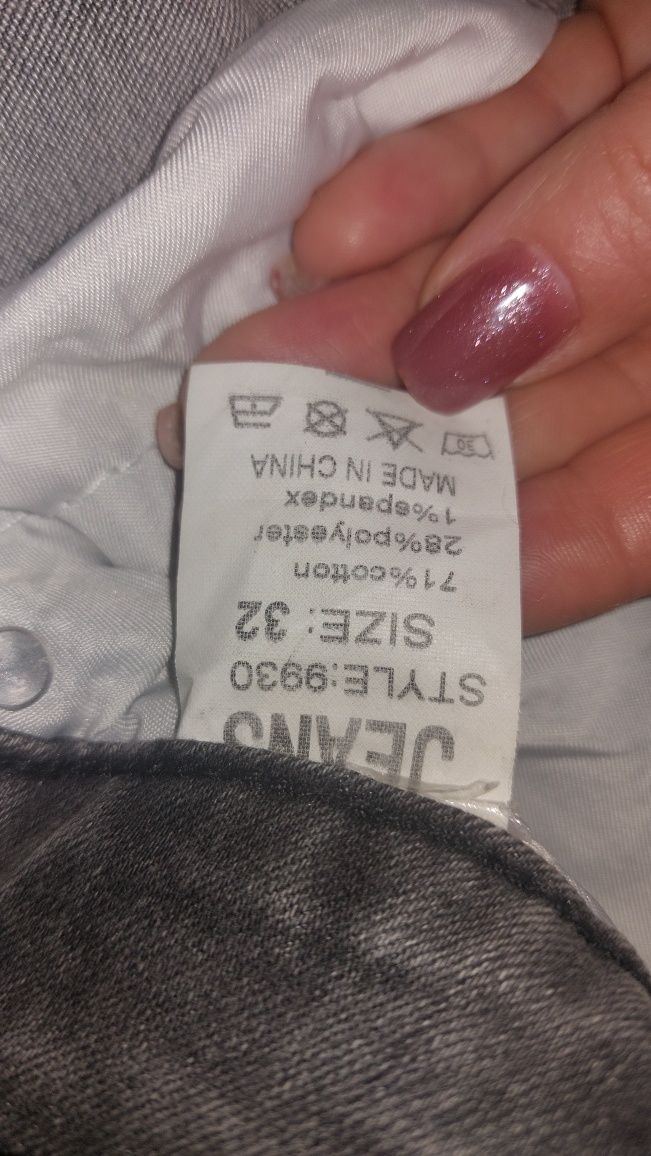 JEANS
STYLE:9930
SIZE: 32
71%cotton
28%polyester
1%spandex
MADE IN CHINA
30